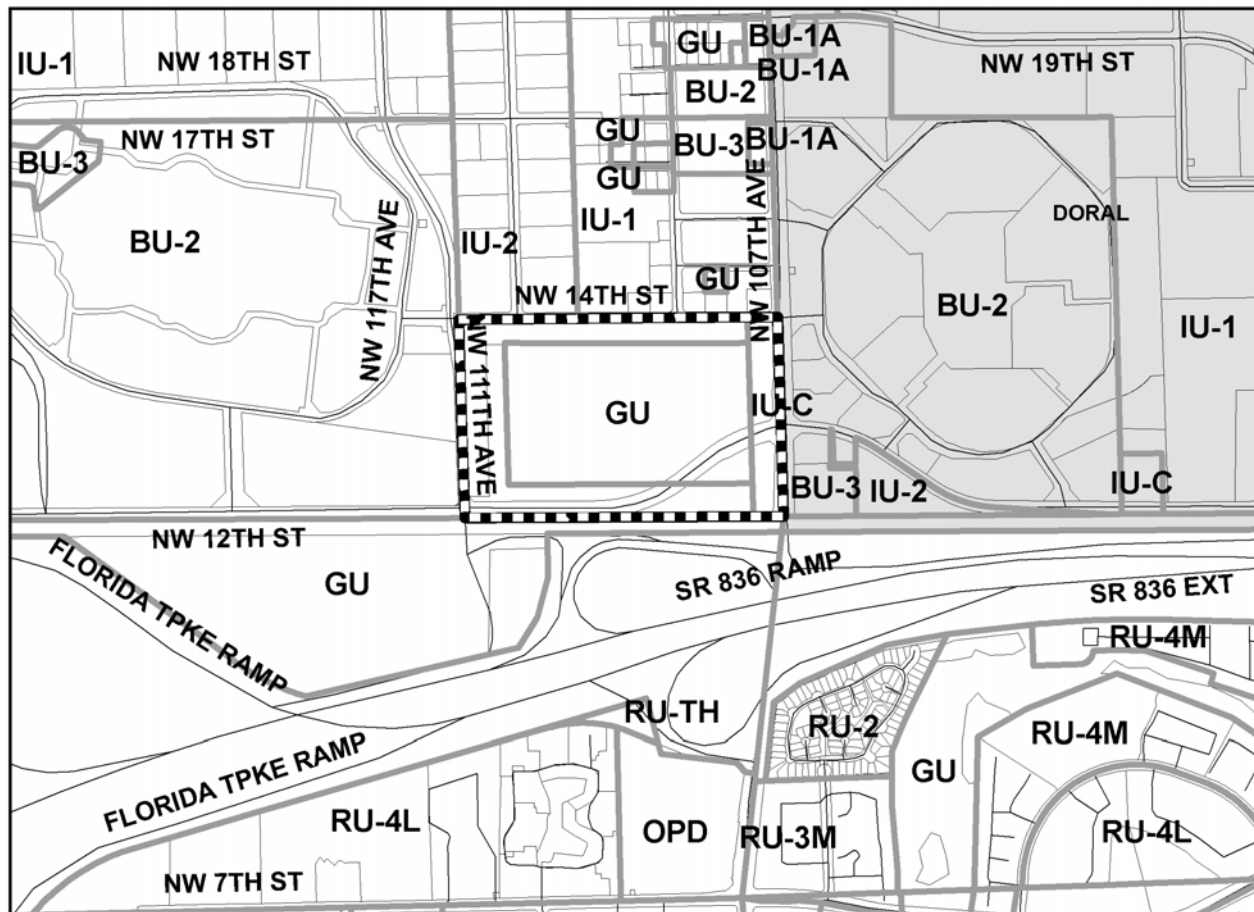 GU
BU-1A
IU-1
NW 18TH ST
BU-1A
NW 19TH ST
BU-2
NW 17TH ST
GU
BU-3
BU-1A
BU-3
GU
NW 117TH AVE
IU-1
NW 107TH AVE
DORAL
BU-2
IU-2
GU
NW 14TH ST
BU-2
IU-1
NW 111TH AVE
GU
IU-C
BU-3
IU-2
IU-C
NW 12TH ST
FLORIDA TPKE RAMP
GU
SR 836 RAMP
SR 836 EXT
RU-4M
RU-TH
RU-2
RU-4M
FLORIDA TPKE RAMP
GU
RU-4L
OPD
RU-3M
RU-4L
NW 7TH ST